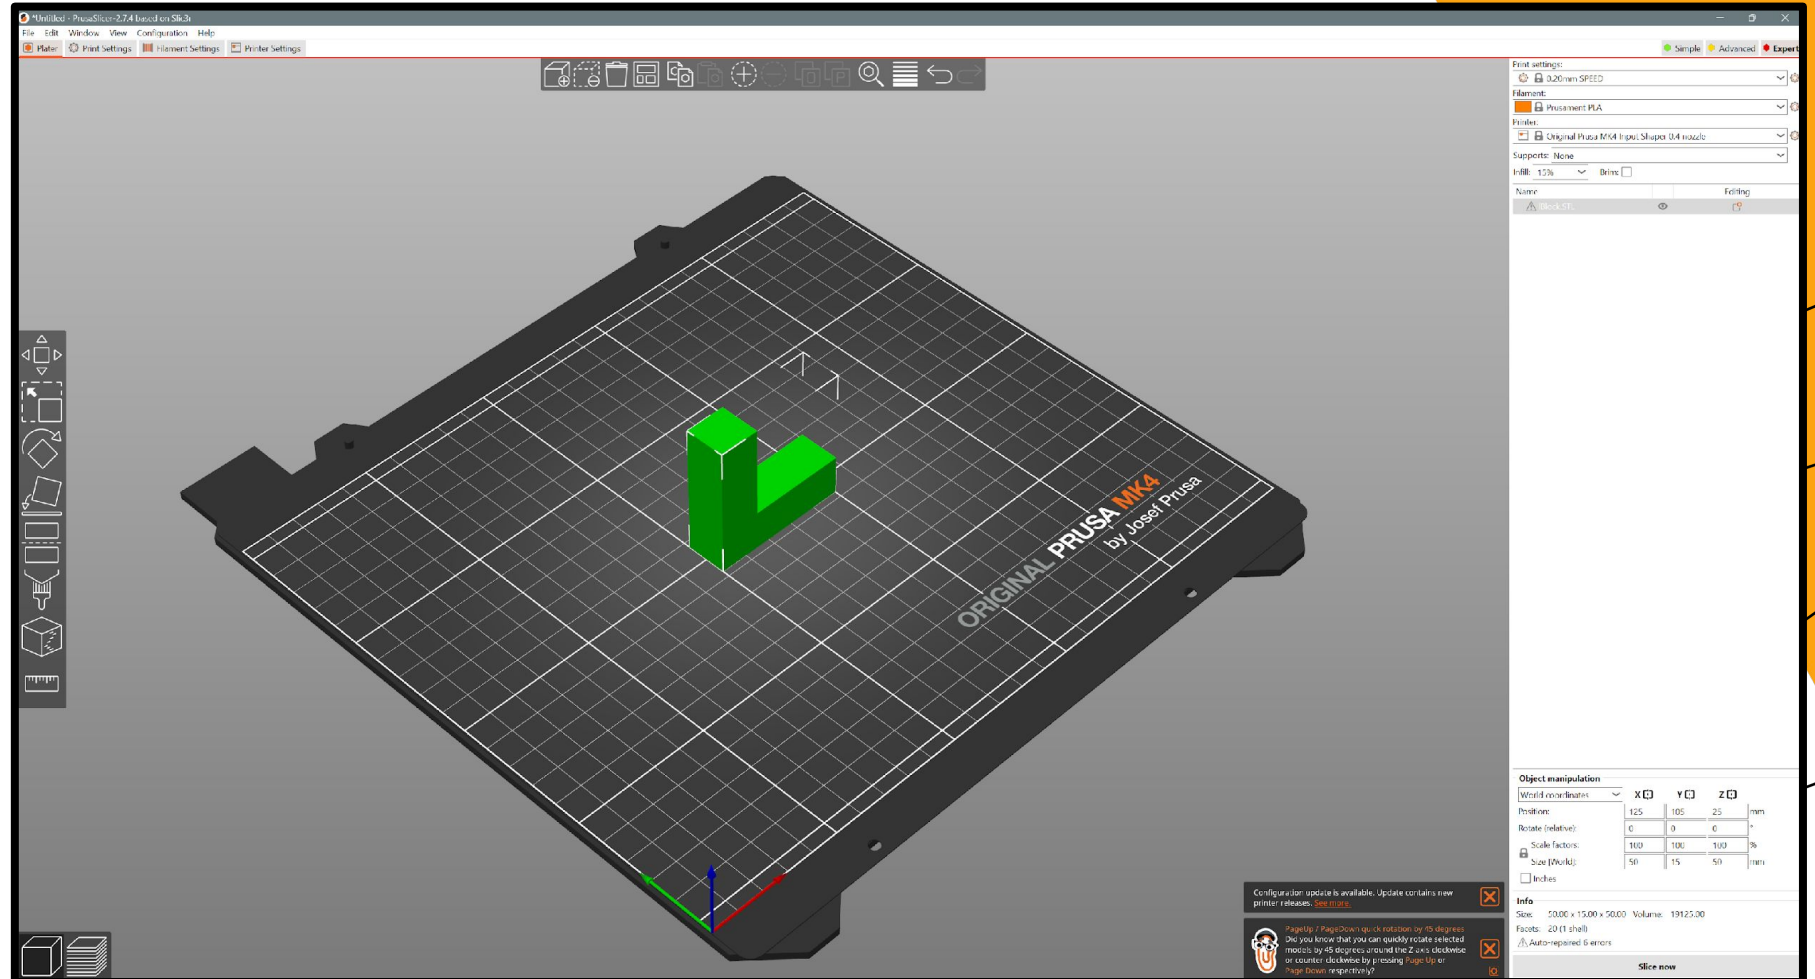 *Untitled - PrusaSlicer-2.7.4 based on Slic3r
File Edit Window View Configuration Help
Plater Print Settings Filament Settings Printer Settings
Simple Advanced Expert
Print settings:
0.20mm SPEED
Filament:
Prusament PLA
Printer:
Original Prusa MK4 Input Shaper 0.4 nozzle
Supports: None
Infill: 15% Brim:
Name Editing
ORIGINAL PRUSA MK4
by Josef Prusa
Object manipulation
World coordinates X Y Z
Position: 125 105 25 mm
Rotate (relative): 0 0 0 °
Scale factors: 100 100 100 %
Size [World]: 50 15 50 mm
Inches
Info
Size: 50.00 x 15.00 x 50.00 Volume: 19125.00
Facets: 20 (1 shell)
Auto-repaired 6 errors
Slice now
Configuration update is available. Update contains new
printer releases. See more.
PageUp / PageDown quick rotation by 45 degrees
Did you know that you can quickly rotate selected
models by 45 degrees around the Z-axis clockwise
or counter-clockwise by pressing Page Up or
Page Down respectively?